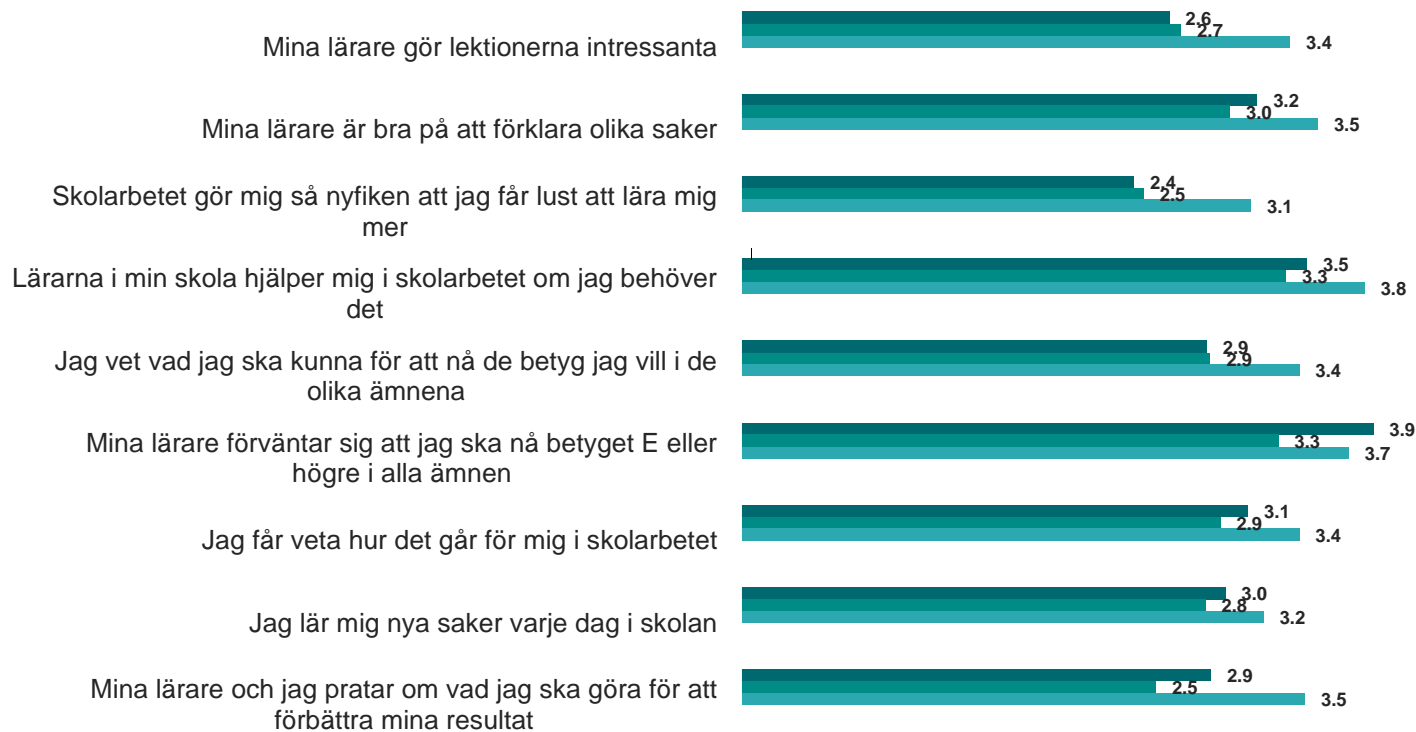 2.6
2.7
Mina lärare gör lektionerna intressanta
3.4
3.2
3.0
Mina lärare är bra på att förklara olika saker
3.5
2.4
2.5
Skolarbetet gör mig så nyfiken att jag får lust att lära mig
mer
3.1
3.5
3.3
Lärarna i min skola hjälper mig i skolarbetet om jag behöver
det
3.8
2.9
2.9
Jag vet vad jag ska kunna för att nå de betyg jag vill i de
olika ämnena
3.4
3.9
3.3
Mina lärare förväntar sig att jag ska nå betyget E eller
högre i alla ämnen
3.7
3.1
2.9
Jag får veta hur det går för mig i skolarbetet
3.4
3.0
2.8
Jag lär mig nya saker varje dag i skolan
3.2
2.9
2.5
Mina lärare och jag pratar om vad jag ska göra för att
förbättra mina resultat
3.5